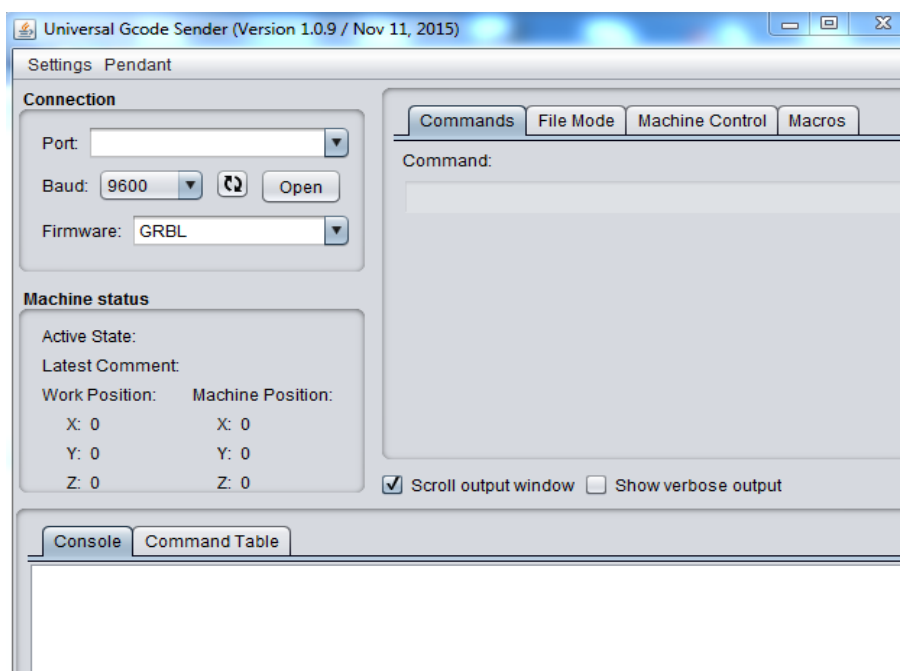 Universal Gcode Sender (Version 1.0.9 / Nov 11, 2015)
Settings Pendant
Connection
Port:
Baud: 9600 Open
Firmware: GRBL
Machine status
Active State:
Latest Comment:
Work Position: Machine Position:
X: 0 X: 0
Y: 0 Y: 0
Z: 0 Z: 0
Commands File Mode Machine Control Macros
Command:
Scroll output window Show verbose output
Console Command Table